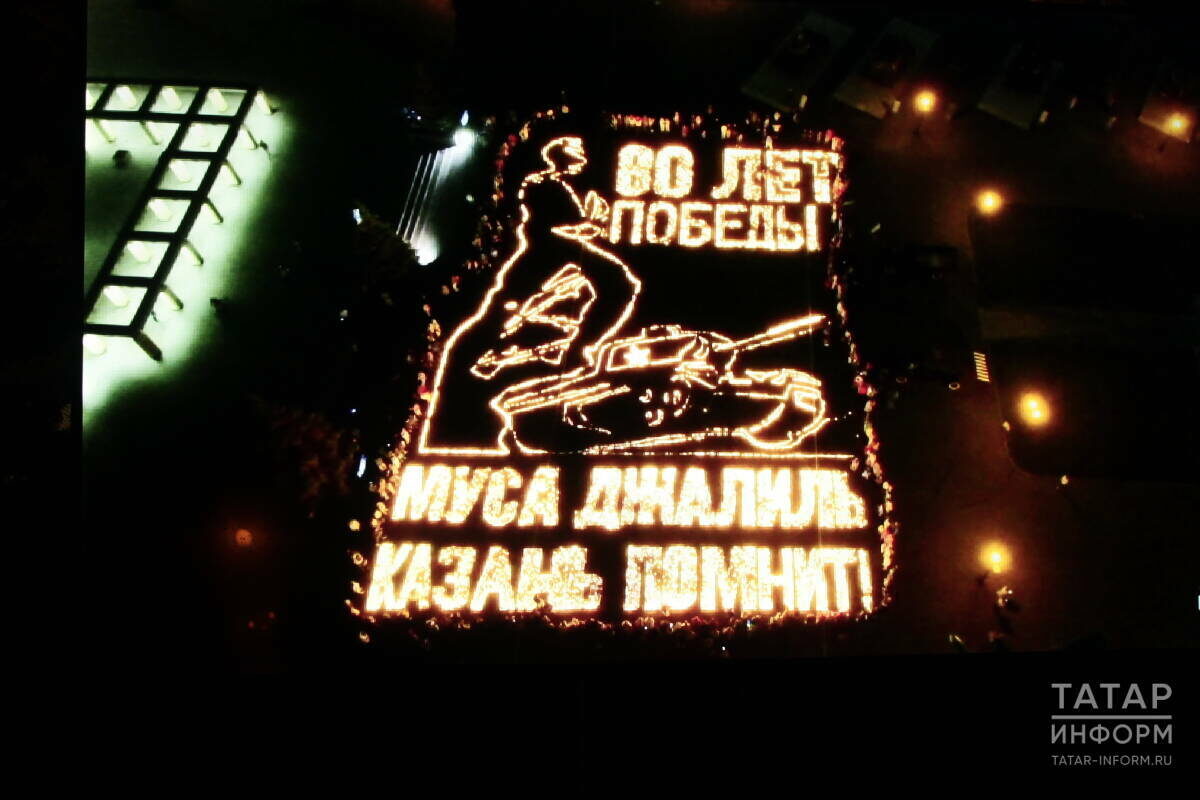 80 ЛЕТ
ПОБЕДЫ
МУСА ДЖАЛИЛЬ
КАЗАНЬ ПОМНИТ!
ТАТАР
ИНФОРМ
TATAR-INFORM.RU